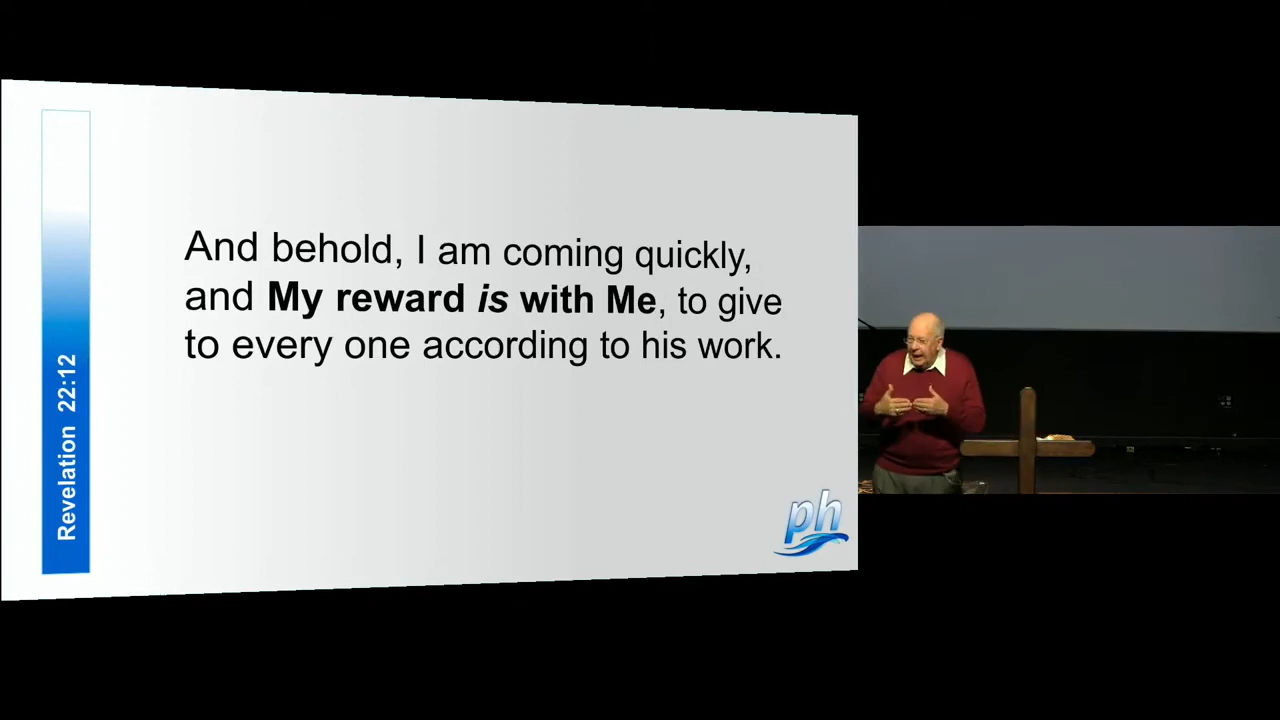 And behold, I am coming quickly,
and My reward is with Me, to give
to every one according to his work.
Revelation 22:12
ph